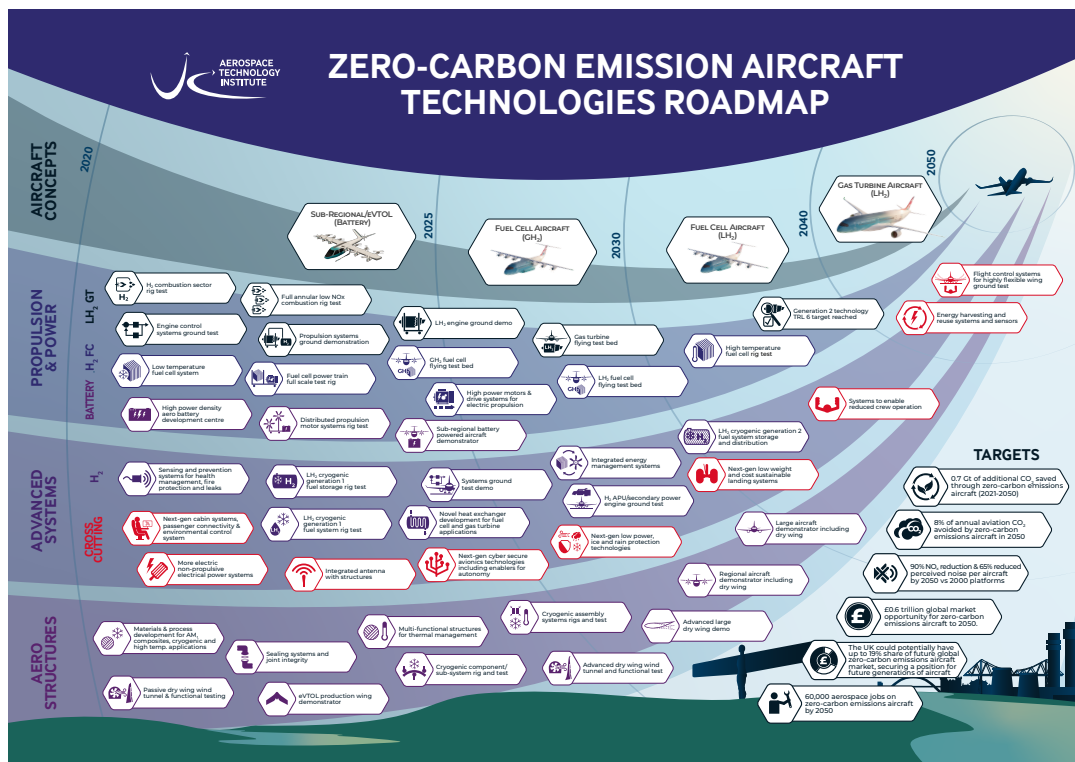 AEROSPACE
TECHNOLOGY
INSTITUTE
ZERO-CARBON EMISSION AIRCRAFT
TECHNOLOGIES ROADMAP
2020
2025
2030
2040
2050
AIRCRAFT
CONCEPTS
SUB-REGIONAL/eVTOL
(BATTERY)
FUEL CELL AIRCRAFT
(GH₂)
FUEL CELL AIRCRAFT
(LH₂)
GAS TURBINE AIRCRAFT
(LH₂)
PROPULSION
& POWER
LH₂ GT
H₂ FC
BATTERY
H₂
H₂ combustion sector
rig test
Full annular low NOx
combustion rig test
Engine control
systems ground test
H₂
Propulsion systems
ground demonstration
LH₂ engine ground demo
LH₂
Gas turbine
flying test bed
Generation 2 technology
TRL 6 target reached
Flight control systems
for highly flexible wing
ground test
Energy harvesting and
reuse systems and sensors
Low temperature
fuel cell system
Fuel cell power train
full scale test rig
GH₂
GH₂ fuel cell
flying test bed
GH₂
LH₂ fuel cell
flying test bed
High temperature
fuel cell rig test
High power density
aero battery
development centre
Distributed propulsion
motor systems rig test
High power motors &
drive systems for
electric propulsion
Sub-regional battery
powered aircraft
demonstrator
Systems to enable
reduced crew operation
ADVANCED
SYSTEMS
H₂
CROSS
CUTTING
Sensing and prevention
systems for health
management, fire
protection and leaks
H₂
LH₂ cryogenic
generation 1
fuel storage rig test
Systems ground
test demo
Integrated energy
management systems
H₂
LH₂ cryogenic generation 2
fuel system storage
and distribution
Next-gen low weight
and cost sustainable
landing systems
H₂ APU/secondary power
engine ground test
Next-gen cabin systems,
passenger connectivity &
environmental control
system
LH₂ cryogenic
generation 1
fuel system rig test
Novel heat exchanger
development for fuel
cell and gas turbine
applications
Next-gen low power,
ice and rain protection
technologies
Large aircraft
demonstrator including
dry wing
More electric
non-propulsive
electrical power systems
Integrated antenna
with structures
Next-gen cyber secure
avionics technologies
including enablers for
autonomy
Regional aircraft
demonstrator including
dry wing
AERO
STRUCTURES
Materials & process
development for AM,
composites, cryogenic and
high temp. applications
Sealing systems and
joint integrity
Multi-functional structures
for thermal management
Cryogenic assembly
systems rigs and test
Advanced large
dry wing demo
Passive dry wing wind
tunnel & functional testing
eVTOL production wing
demonstrator
Cryogenic component/
sub-system rig and test
Advanced dry wing wind
tunnel and functional test
TARGETS
0.7 Gt of additional CO₂ saved
through zero-carbon emissions
aircraft (2021-2050)
CO₂
8% of annual aviation CO₂
avoided by zero-carbon
emissions aircraft in 2050
90% NOₓ reduction & 65% reduced
perceived noise per aircraft
by 2050 vs 2000 platforms
£
£0.6 trillion global market
opportunity for zero-carbon
emissions aircraft to 2050.
£
The UK could potentially have
up to 19% share of future global
zero-carbon emissions aircraft
market, securing a position for
future generations of aircraft
60,000 aerospace jobs on
zero-carbon emissions aircraft
by 2050